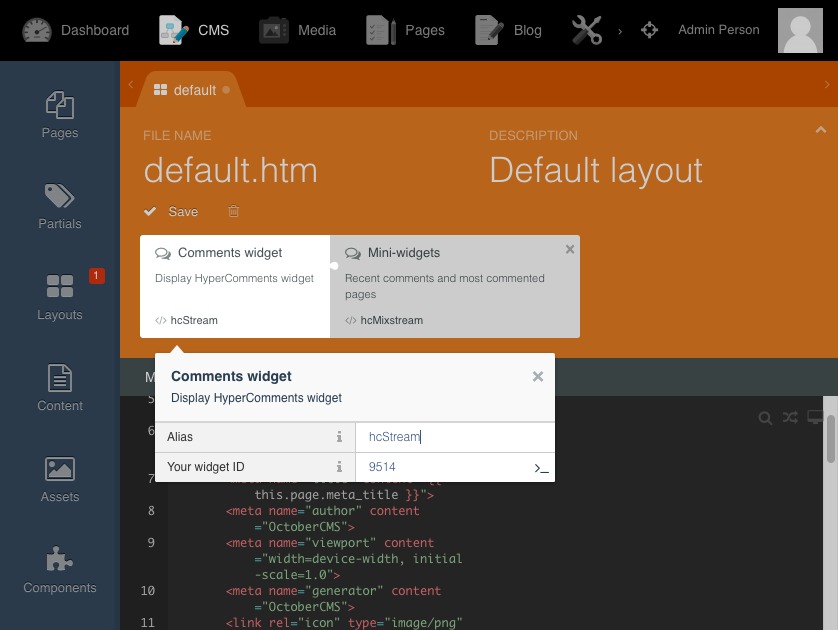 Dashboard
CMS
Media
Pages
Blog
Admin Person
Pages
Partials
1
Layouts
Content
Assets
Components
default
FILE NAME
default.htm
DESCRIPTION
Default layout
Save
Comments widget
Display HyperComments widget
</> hcStream
Mini-widgets
Recent comments and most commented
pages
</> hcMixstream
×
M
Comments widget
×
Display HyperComments widget
Alias
hcStream
Your widget ID
9514
>_
5
6
7
this.page.meta_title }}">
8 <meta name="author" content
="OctoberCMS">
9 <meta name="viewport" content
="width=device-width, initial
-scale=1.0">
10 <meta name="generator" content
="OctoberCMS">
11 <link rel="icon" type="image/png"